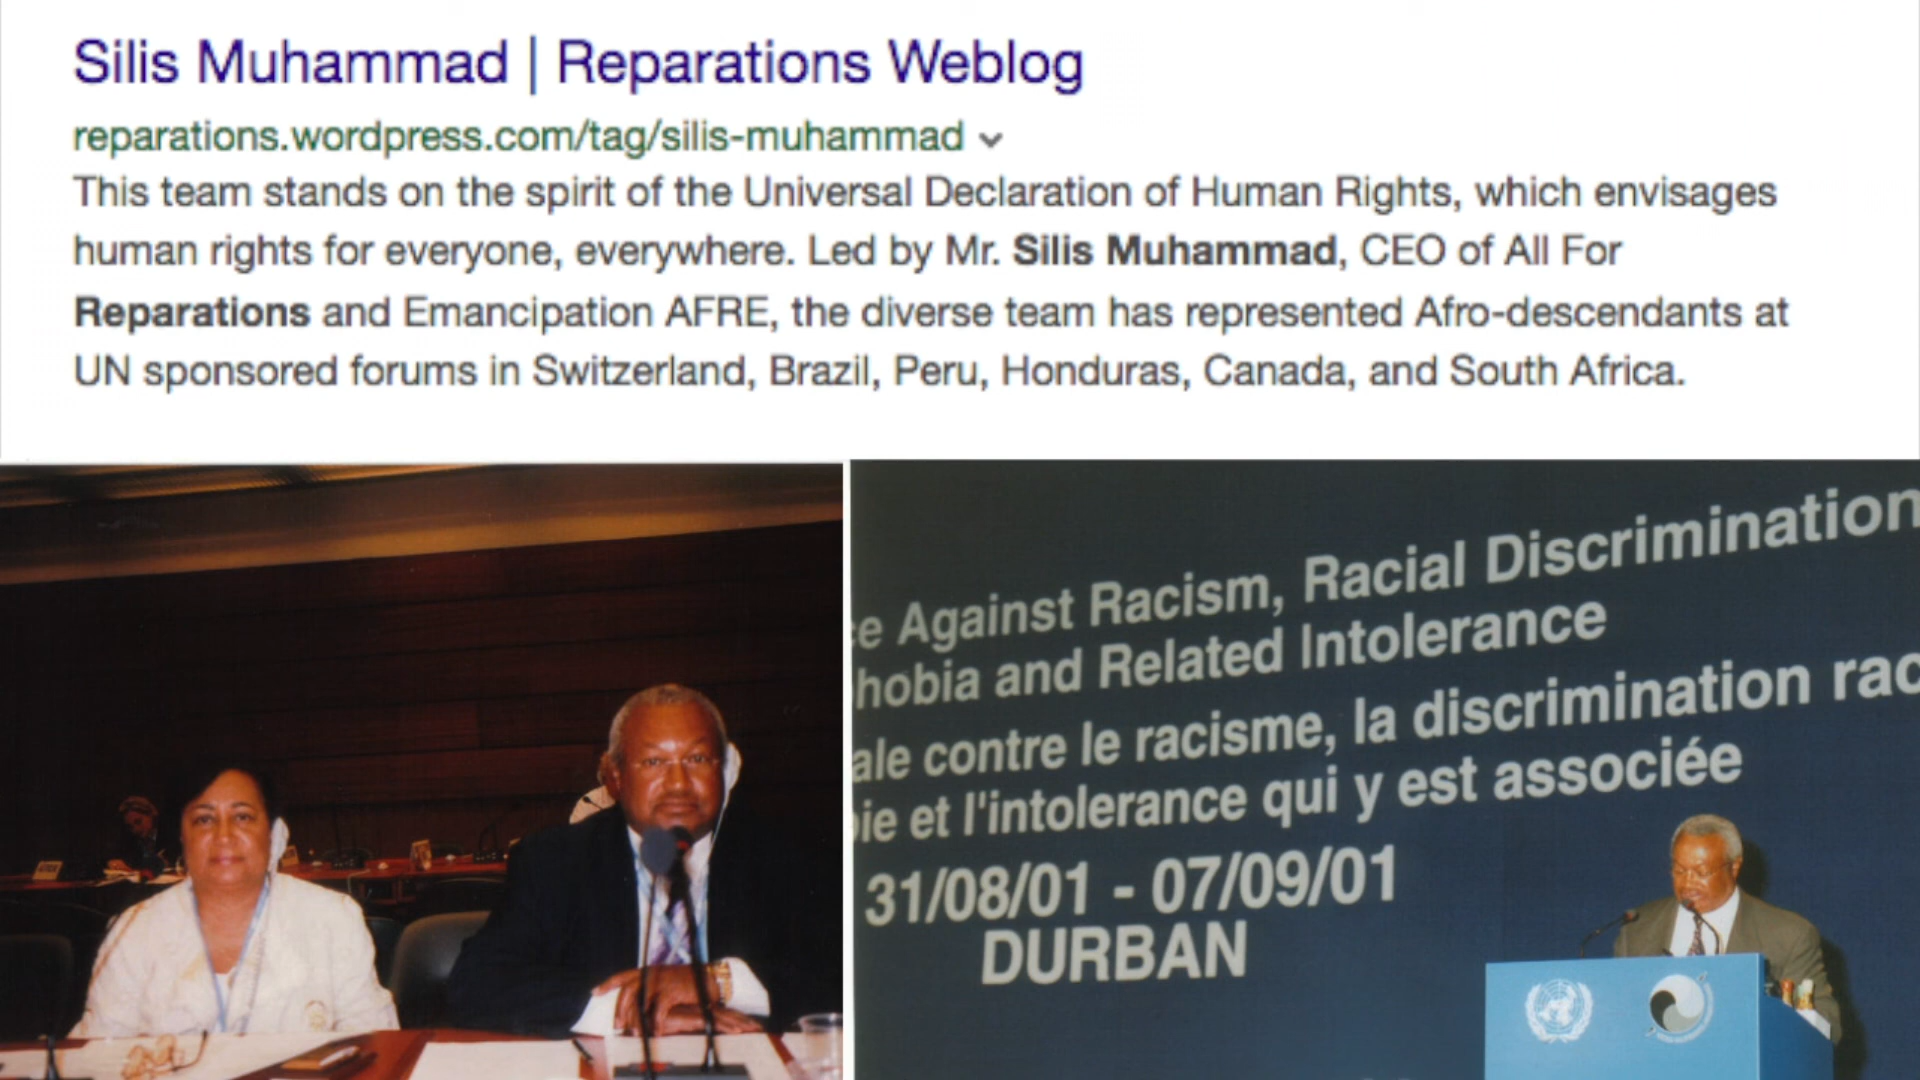 Silis Muhammad | Reparations Weblog
reparations.wordpress.com/tag/silis-muhammad
This team stands on the spirit of the Universal Declaration of Human Rights, which envisages
human rights for everyone, everywhere. Led by Mr. Silis Muhammad, CEO of All For
Reparations and Emancipation AFRE, the diverse team has represented Afro-descendants at
UN sponsored forums in Switzerland, Brazil, Peru, Honduras, Canada, and South Africa.
e Against Racism, Racial Discrimination
hobia and Related Intolerance
ale contre le racisme, la discrimination rac
ie et l'intolerance qui y est associée
31/08/01 - 07/09/01
DURBAN